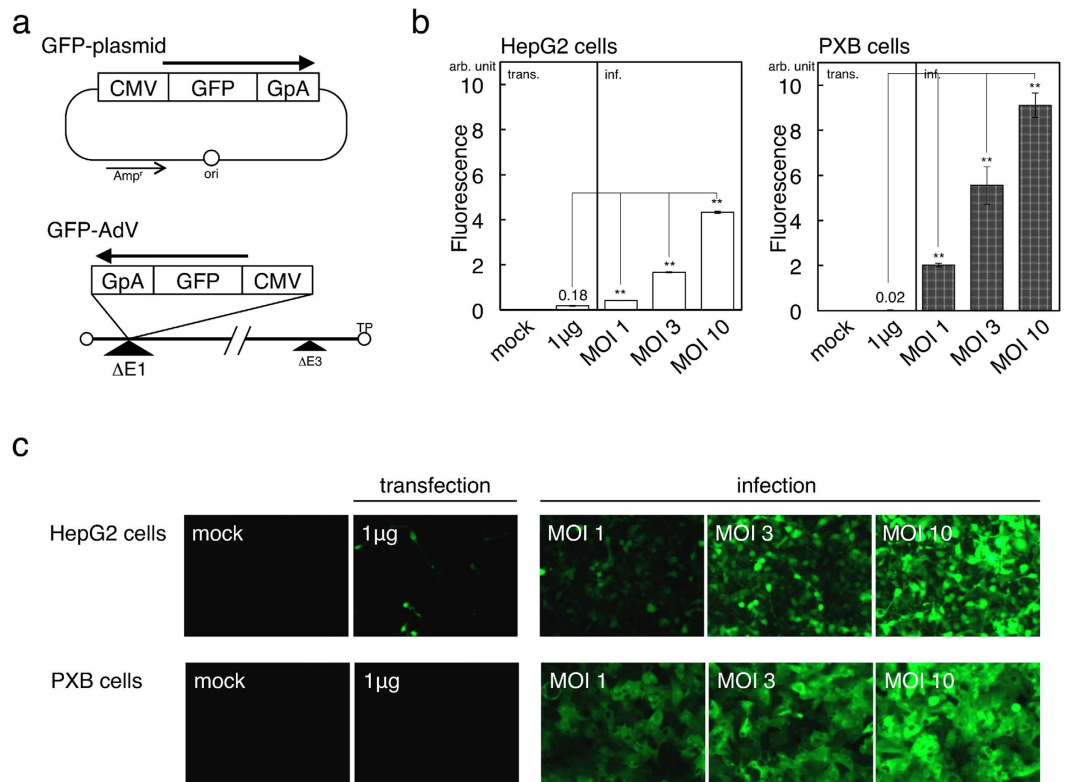 a
GFP-plasmid
CMV GFP GpA
Ampʳ ori
GFP-AdV
GpA GFP CMV
TP
ΔE1 ΔE3
b
HepG2 cells
arb. unit
trans. inf.
Fluorescence
10
8
6
4
2
0
0.18
**
**
**
mock 1µg MOI 1 MOI 3 MOI 10
PXB cells
arb. unit
trans. inf.
Fluorescence
10
8
6
4
2
0
0.02
**
**
**
mock 1µg MOI 1 MOI 3 MOI 10
c
transfection infection
HepG2 cells mock 1µg MOI 1 MOI 3 MOI 10
PXB cells mock 1µg MOI 1 MOI 3 MOI 10